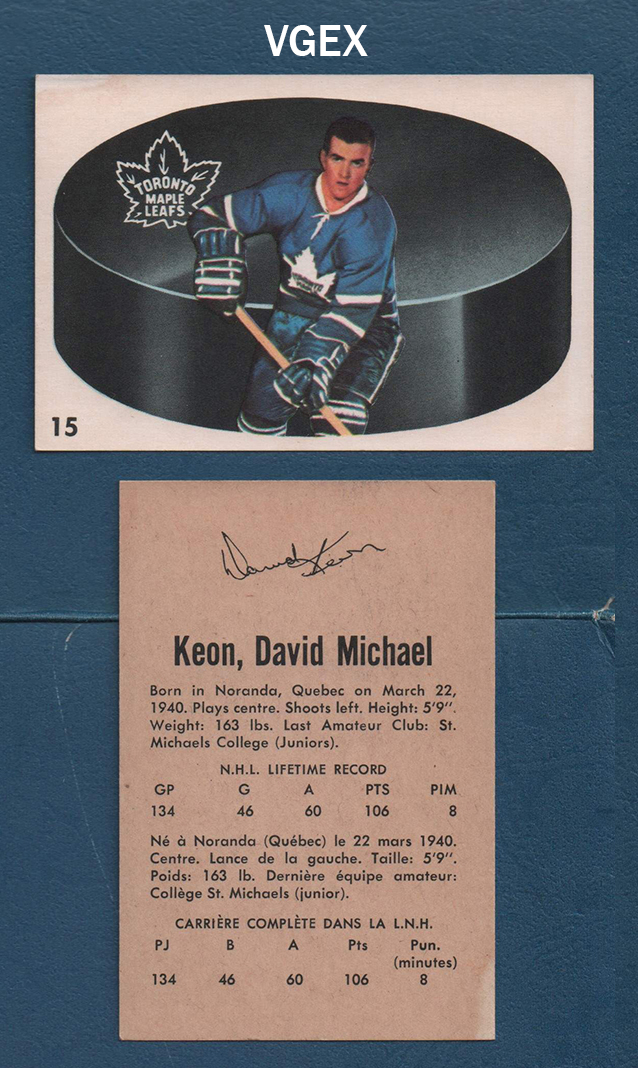 VGEX
TORONTO
MAPLE
LEAFS
15
David Keon
Keon, David Michael
Born in Noranda, Quebec on March 22,
1940. Plays centre. Shoots left. Height: 5'9".
Weight: 163 lbs. Last Amateur Club: St.
Michaels College (Juniors).
N.H.L. LIFETIME RECORD
GP G A PTS PIM
134 46 60 106 8
Né à Noranda (Québec) le 22 mars 1940.
Centre. Lance de la gauche. Taille: 5'9".
Poids: 163 lb. Dernière équipe amateur:
Collège St. Michaels (junior).
CARRIÈRE COMPLÈTE DANS LA L.N.H.
PJ B A Pts Pun.
(minutes)
134 46 60 106 8